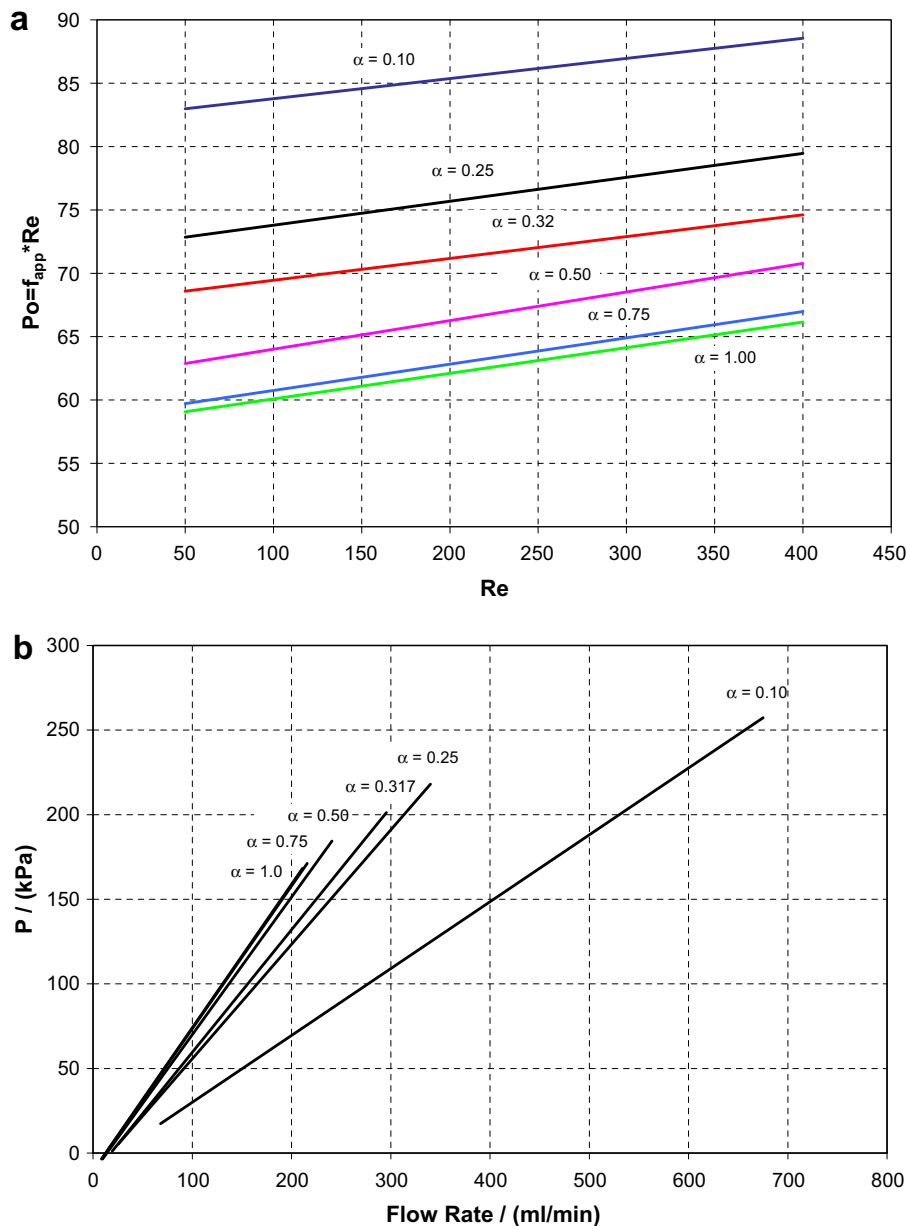 a
90
85
80
75
70
65
60
55
50
Po=f_app*Re
α = 0.10
α = 0.25
α = 0.32
α = 0.50
α = 0.75
α = 1.00
0 50 100 150 200 250 300 350 400 450
Re
b
300
250
200
150
100
50
0
P / (kPa)
α = 0.10
α = 0.25
α = 0.317
α = 0.50
α = 0.75
α = 1.0
0 100 200 300 400 500 600 700 800
Flow Rate / (ml/min)